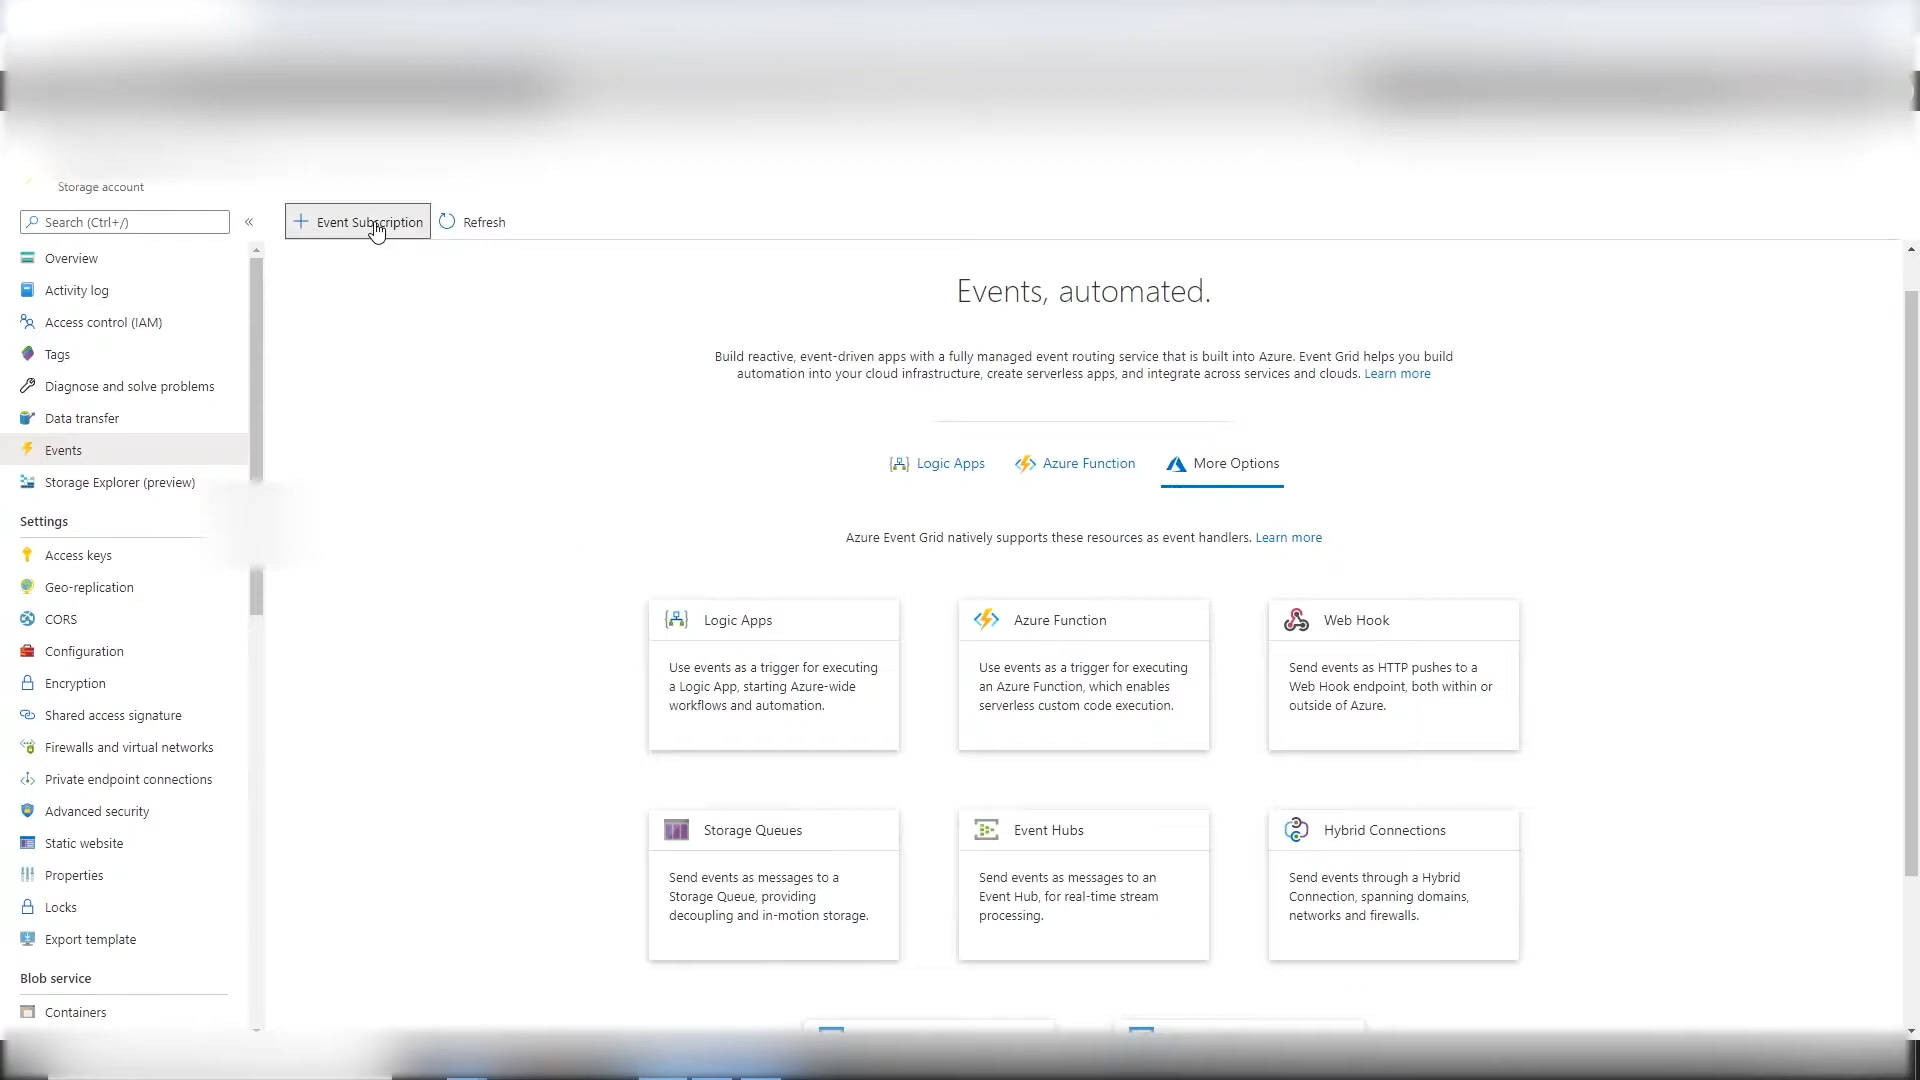 Storage account
Search (Ctrl+/)
«
Event Subscription
Refresh
Overview
Activity log
Access control (IAM)
Tags
Diagnose and solve problems
Data transfer
Events
Storage Explorer (preview)
Settings
Access keys
Geo-replication
CORS
Configuration
Encryption
Shared access signature
Firewalls and virtual networks
Private endpoint connections
Advanced security
Static website
Properties
Locks
Export template
Blob service
Containers
Events, automated.
Build reactive, event-driven apps with a fully managed event routing service that is built into Azure. Event Grid helps you build
automation into your cloud infrastructure, create serverless apps, and integrate across services and clouds. Learn more
Logic Apps
Azure Function
More Options
Azure Event Grid natively supports these resources as event handlers. Learn more
Logic Apps
Use events as a trigger for executing
a Logic App, starting Azure-wide
workflows and automation.
Azure Function
Use events as a trigger for executing
an Azure Function, which enables
serverless custom code execution.
Web Hook
Send events as HTTP pushes to a
Web Hook endpoint, both within or
outside of Azure.
Storage Queues
Send events as messages to a
Storage Queue, providing
decoupling and in-motion storage.
Event Hubs
Send events as messages to an
Event Hub, for real-time stream
processing.
Hybrid Connections
Send events through a Hybrid
Connection, spanning domains,
networks and firewalls.